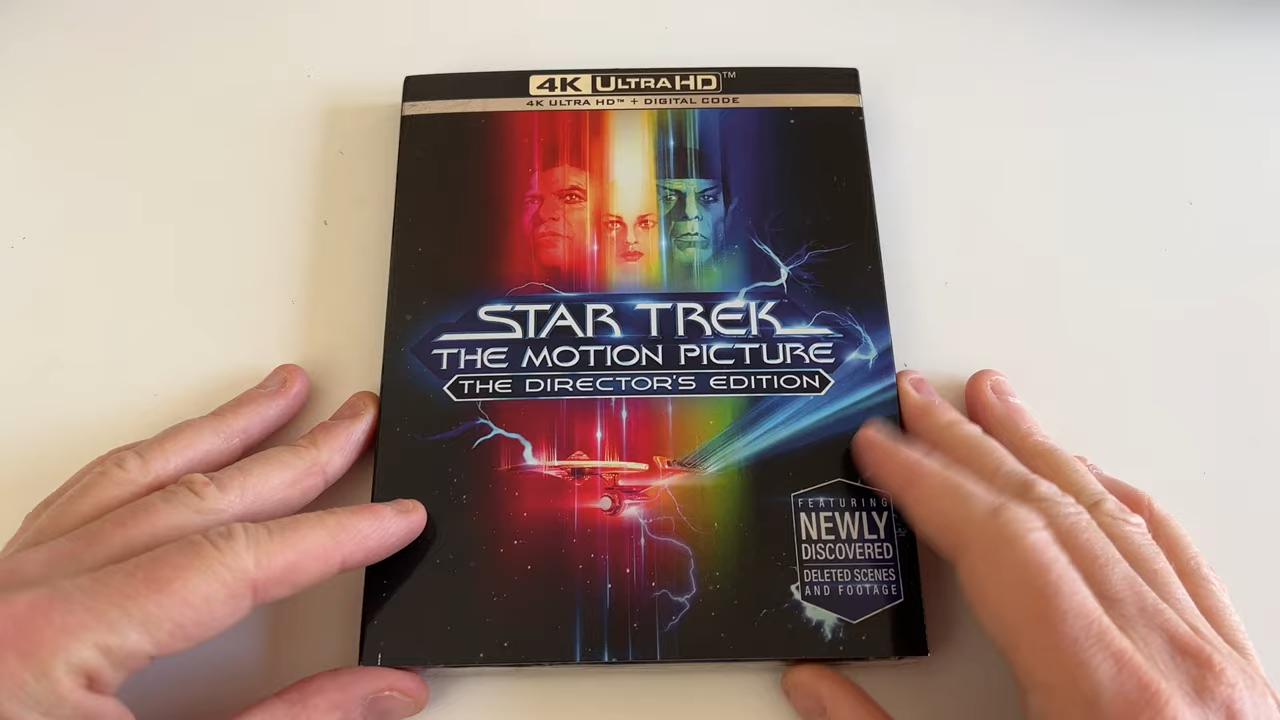 4K ULTRA HD™
4K ULTRA HD™ + DIGITAL CODE
STAR TREK
THE MOTION PICTURE
THE DIRECTOR'S EDITION
FEATURING
NEWLY
DISCOVERED
DELETED SCENES
AND FOOTAGE